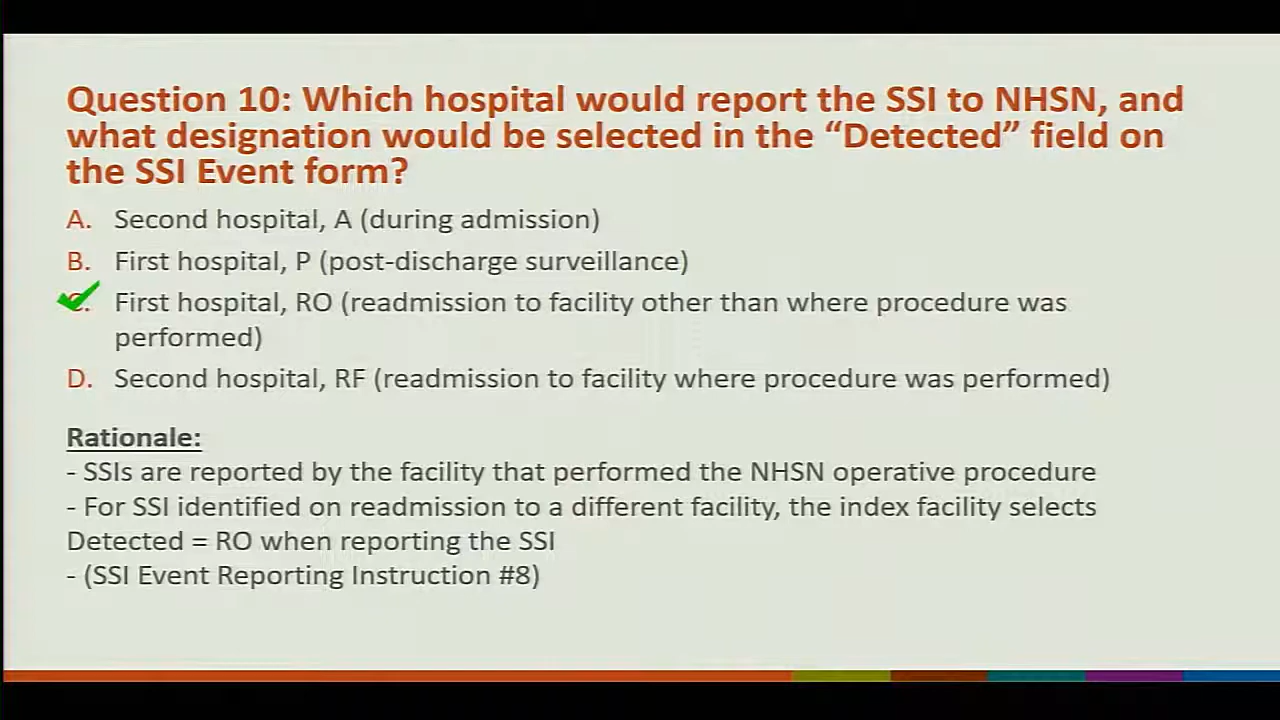 Question 10: Which hospital would report the SSI to NHSN, and
what designation would be selected in the “Detected” field on
the SSI Event form?
A. Second hospital, A (during admission)
B. First hospital, P (post-discharge surveillance)
C. First hospital, RO (readmission to facility other than where procedure was
performed)
D. Second hospital, RF (readmission to facility where procedure was performed)
Rationale:
- SSIs are reported by the facility that performed the NHSN operative procedure
- For SSI identified on readmission to a different facility, the index facility selects
Detected = RO when reporting the SSI
- (SSI Event Reporting Instruction #8)